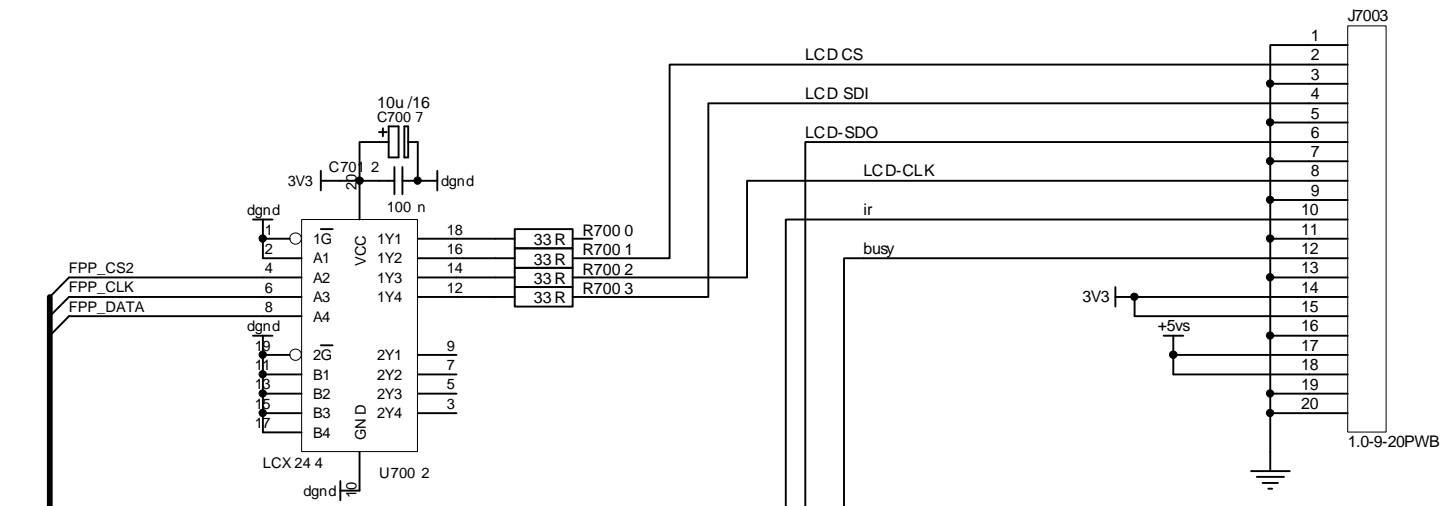 J7003
1
LCD CS
2
3
LCD SDI
4
10u /16
C700 7
+
5
LCD-SDO
6
7
C701 2
LCD-CLK
8
3V3
20
dgnd
9
100 n
dgnd
ir
10
1
1G
VCC
1Y1
18
33 R
R700 0
11
2
A1
1Y2
16
33 R
R700 1
busy
12
FPP_CS2
4
A2
1Y3
14
33 R
R700 2
13
FPP_CLK
6
A3
1Y4
12
33 R
R700 3
3V3
14
FPP_DATA
8
A4
15
dgnd
+5vs
16
19
2G
2Y1
9
17
11
B1
2Y2
7
18
13
B2
2Y3
5
19
15
B3
2Y4
3
20
17
B4
GND
1.0-9-20PWB
LCX 24 4
U700 2
dgnd
10